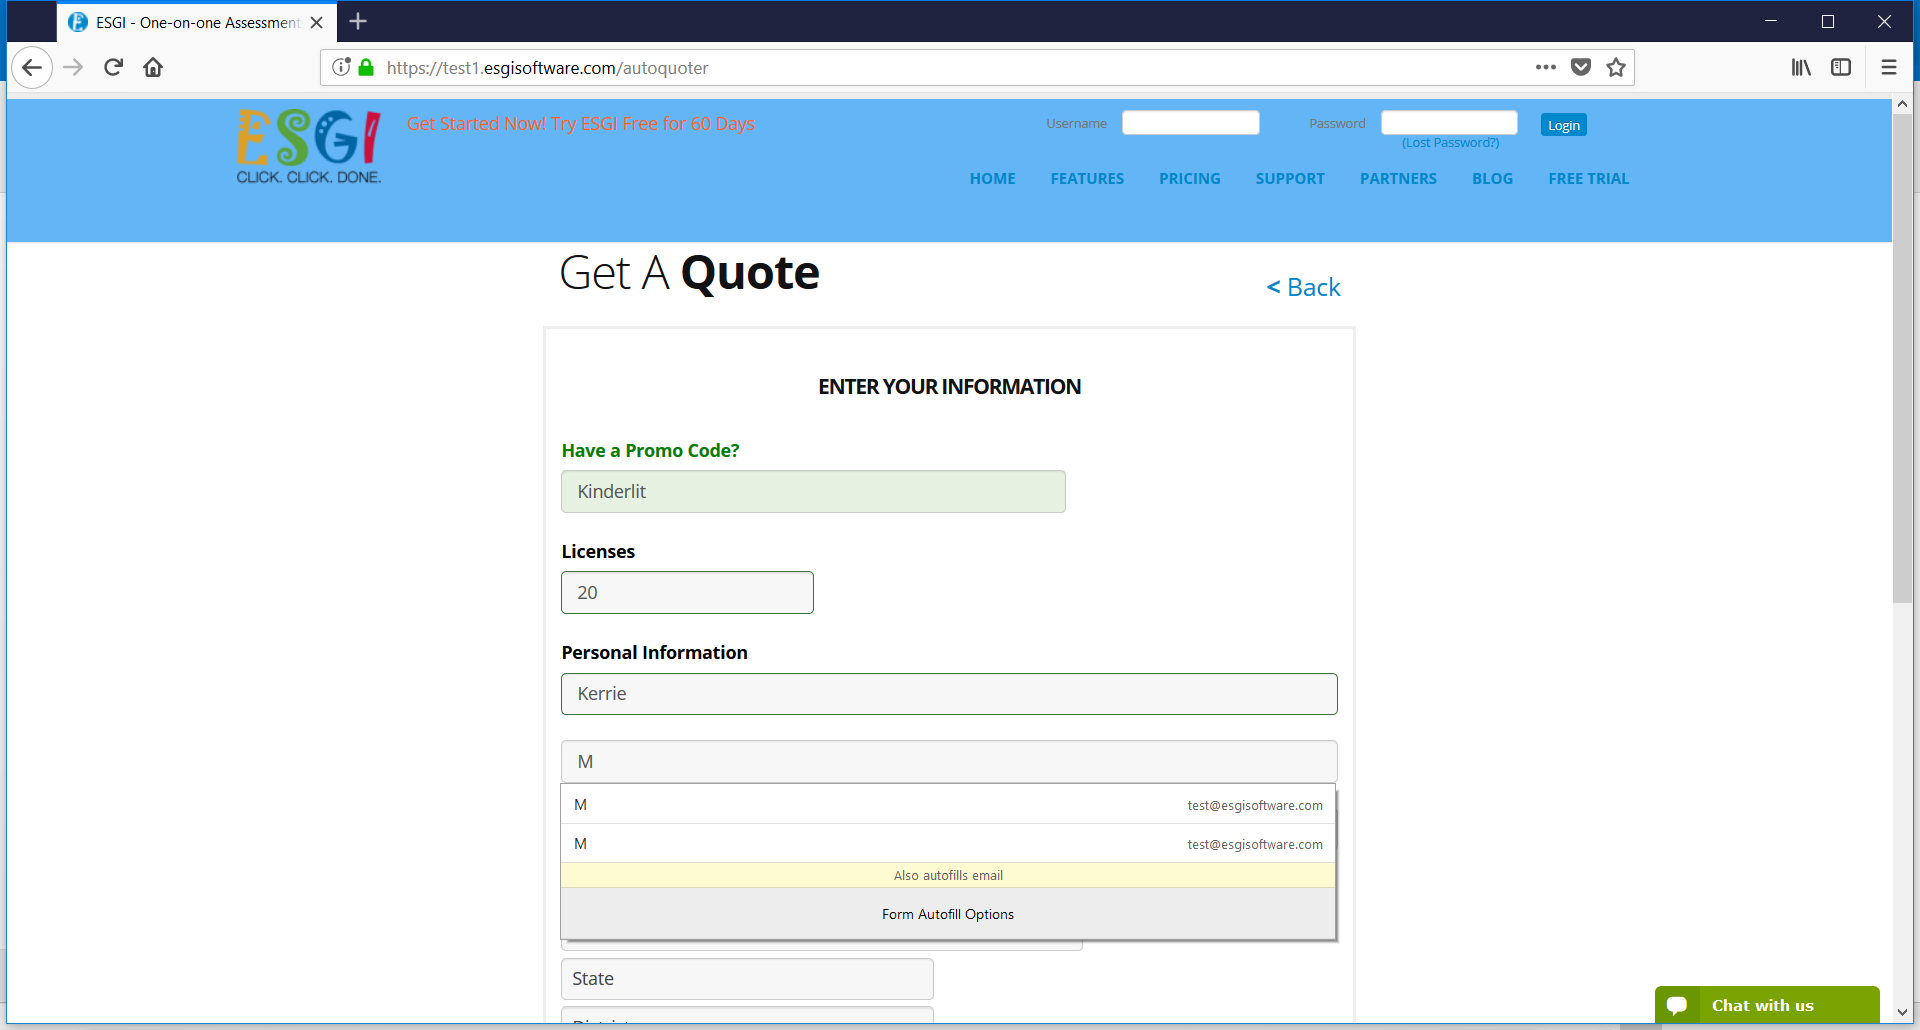 ESGI - One-on-one Assessment
https://test1.esgisoftware.com/autoquoter
ESGI
CLICK. CLICK. DONE.
Get Started Now! Try ESGI Free for 60 Days
Username
Password
Login
(Lost Password?)
HOME FEATURES PRICING SUPPORT PARTNERS BLOG FREE TRIAL
Get A Quote
< Back
ENTER YOUR INFORMATION
Have a Promo Code?
Kinderlit
Licenses
20
Personal Information
Kerrie
M
M test@esgisoftware.com
M test@esgisoftware.com
Also autofills email
Form Autofill Options
State
Chat with us